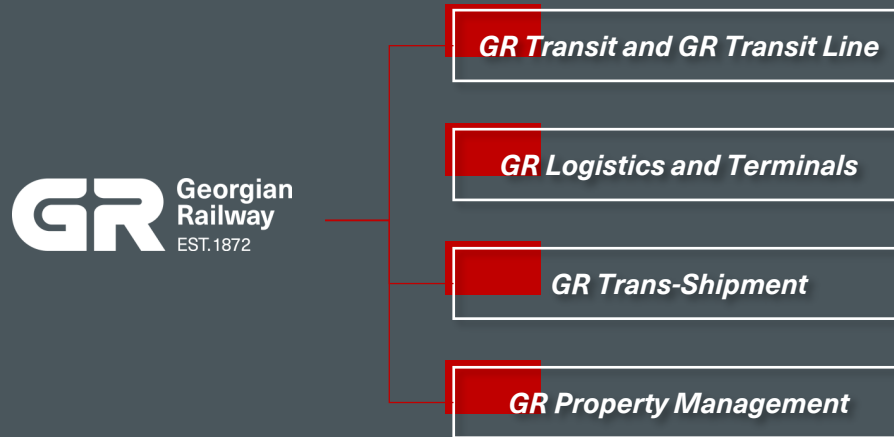 GR Transit and GR Transit Line
GR Logistics and Terminals
GR Georgian
Railway
EST.1872
GR Trans-Shipment
GR Property Management